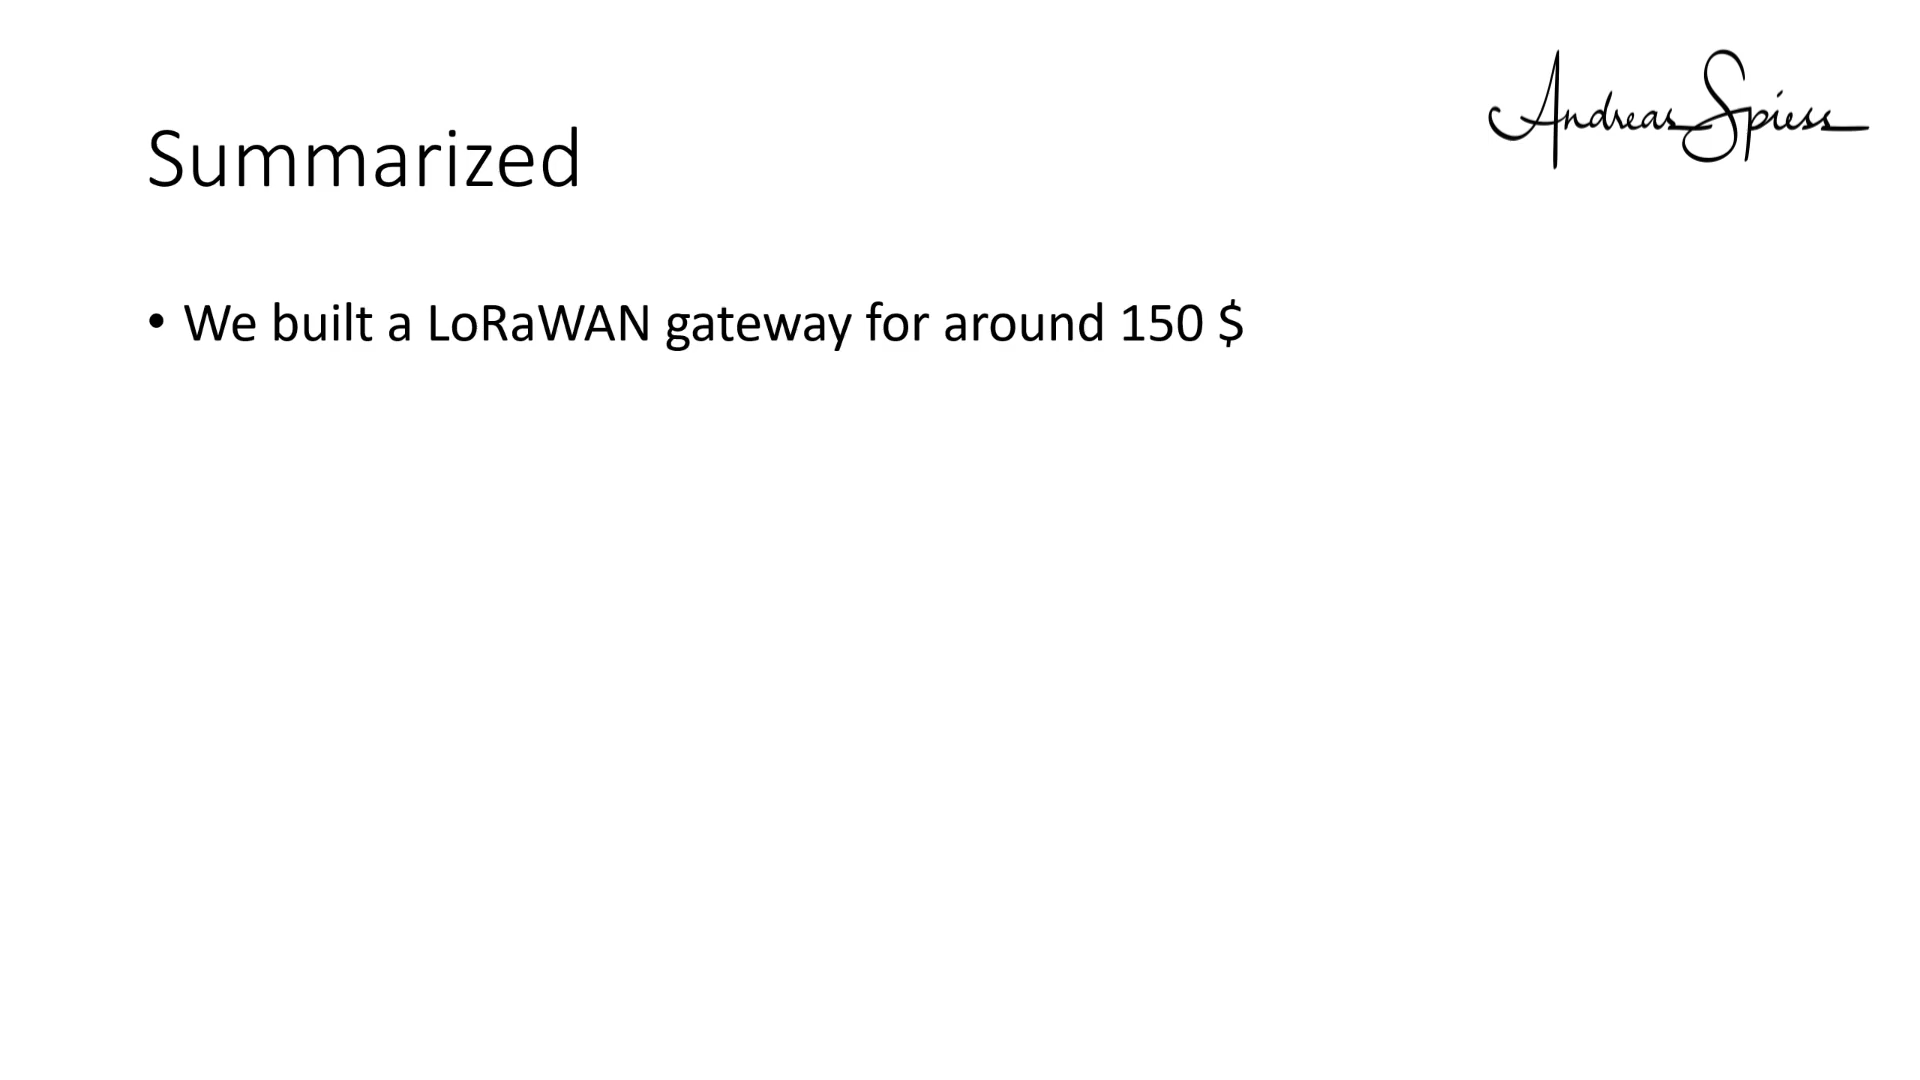 Andreas Spiess
Summarized
• We built a LoRaWAN gateway for around 150 $